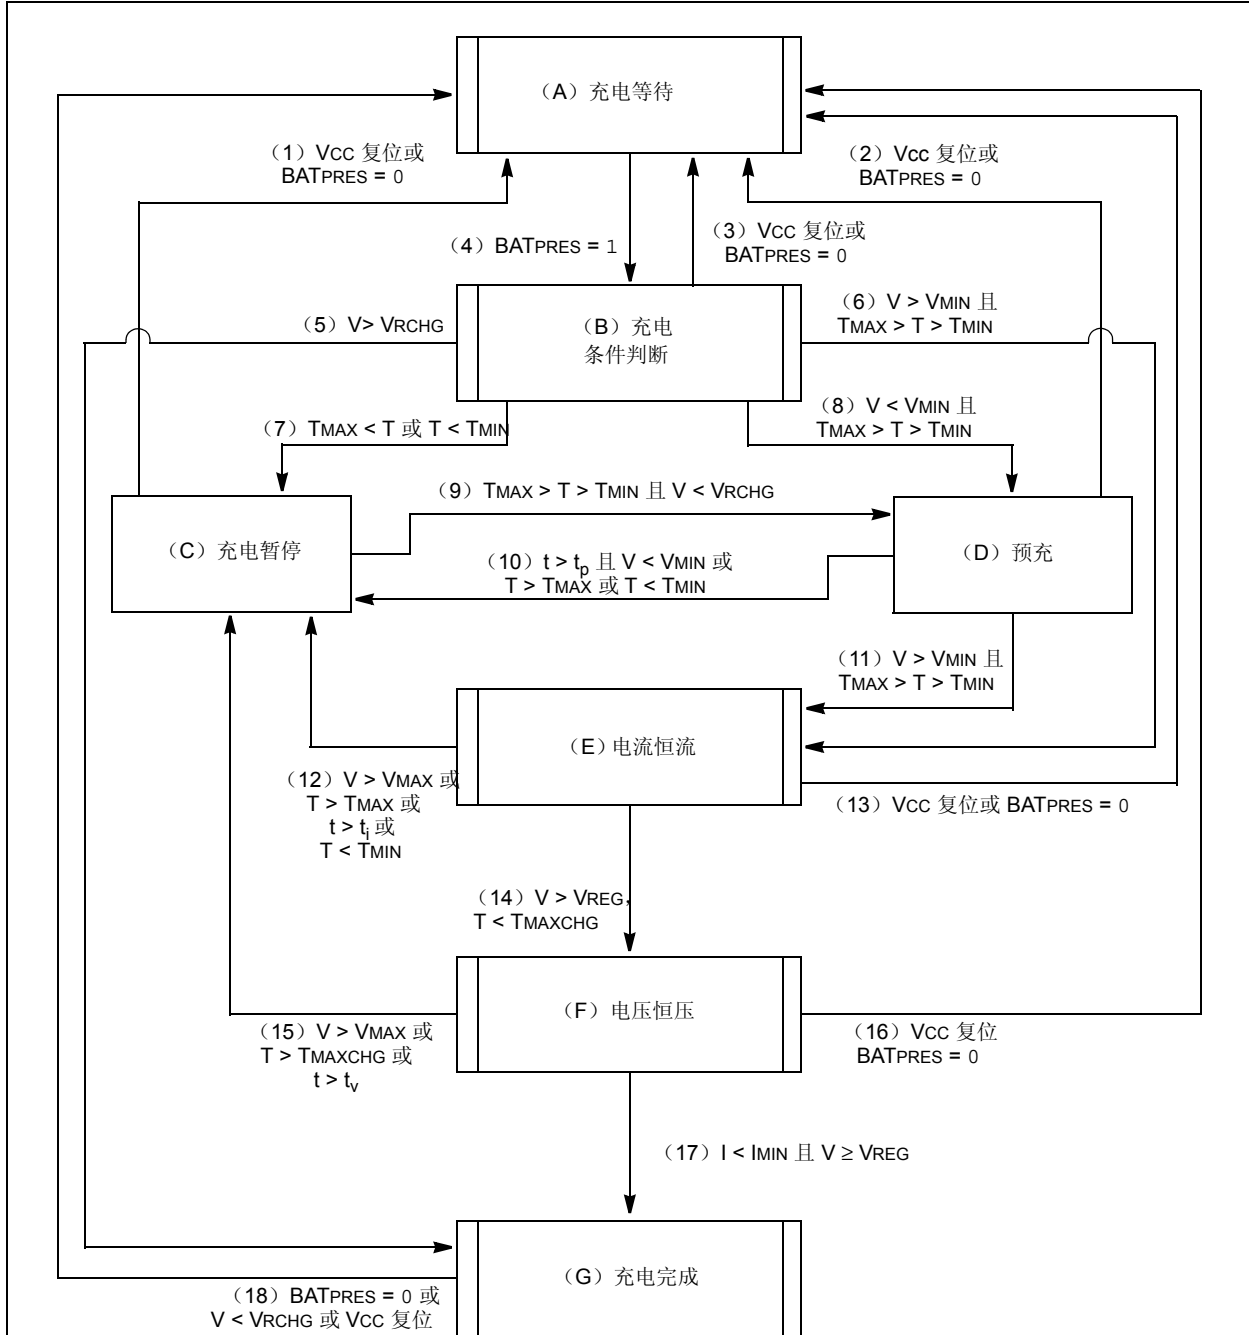 （A）充电等待
（1）VCC 复位或
BATPRES = 0
（2）Vcc 复位或
BATPRES = 0
（4）BATPRES = 1
（3）VCC 复位或
BATPRES = 0
（5）V> VRCHG
（B）充电
条件判断
（6）V > VMIN 且
TMAX > T > TMIN
（7）TMAX < T 或 T < TMIN
（8）V < VMIN 且
TMAX > T > TMIN
（9）TMAX > T > TMIN 且 V < VRCHG
（C）充电暂停
（10）t > tp 且 V < VMIN 或
T > TMAX 或 T < TMIN
（D）预充
（11）V > VMIN 且
TMAX > T > TMIN
（E）电流恒流
（12）V > VMAX 或
T > TMAX 或
t > ti 或
T < TMIN
（13）VCC 复位或 BATPRES = 0
（14）V > VREG，
T < TMAXCHG
（F）电压恒压
（15）V > VMAX 或
T > TMAXCHG 或
t > tv
（16）VCC 复位
BATPRES = 0
（17）I < IMIN 且 V ≥ VREG
（G）充电完成
（18）BATPRES = 0 或
V < VRCHG 或 VCC 复位